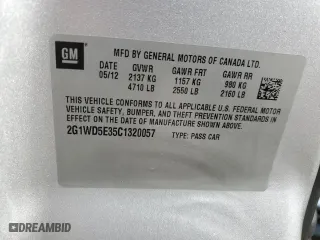 GM
MFD BY GENERAL MOTORS OF CANADA LTD.
DATE GVWR GAWR FRT GAWR RR
05/12 2137 KG 1157 KG 980 KG
4710 LB 2550 LB 2160 LB
THIS VEHICLE CONFORMS TO ALL APPLICABLE U.S. FEDERAL MOTOR
VEHICLE SAFETY, BUMPER, AND THEFT PREVENTION STANDARDS
IN EFFECT ON THE DATE OF MANUFACTURE SHOWN ABOVE.
2G1WD5E35C1320057 TYPE: PASS CAR
DREAMBID